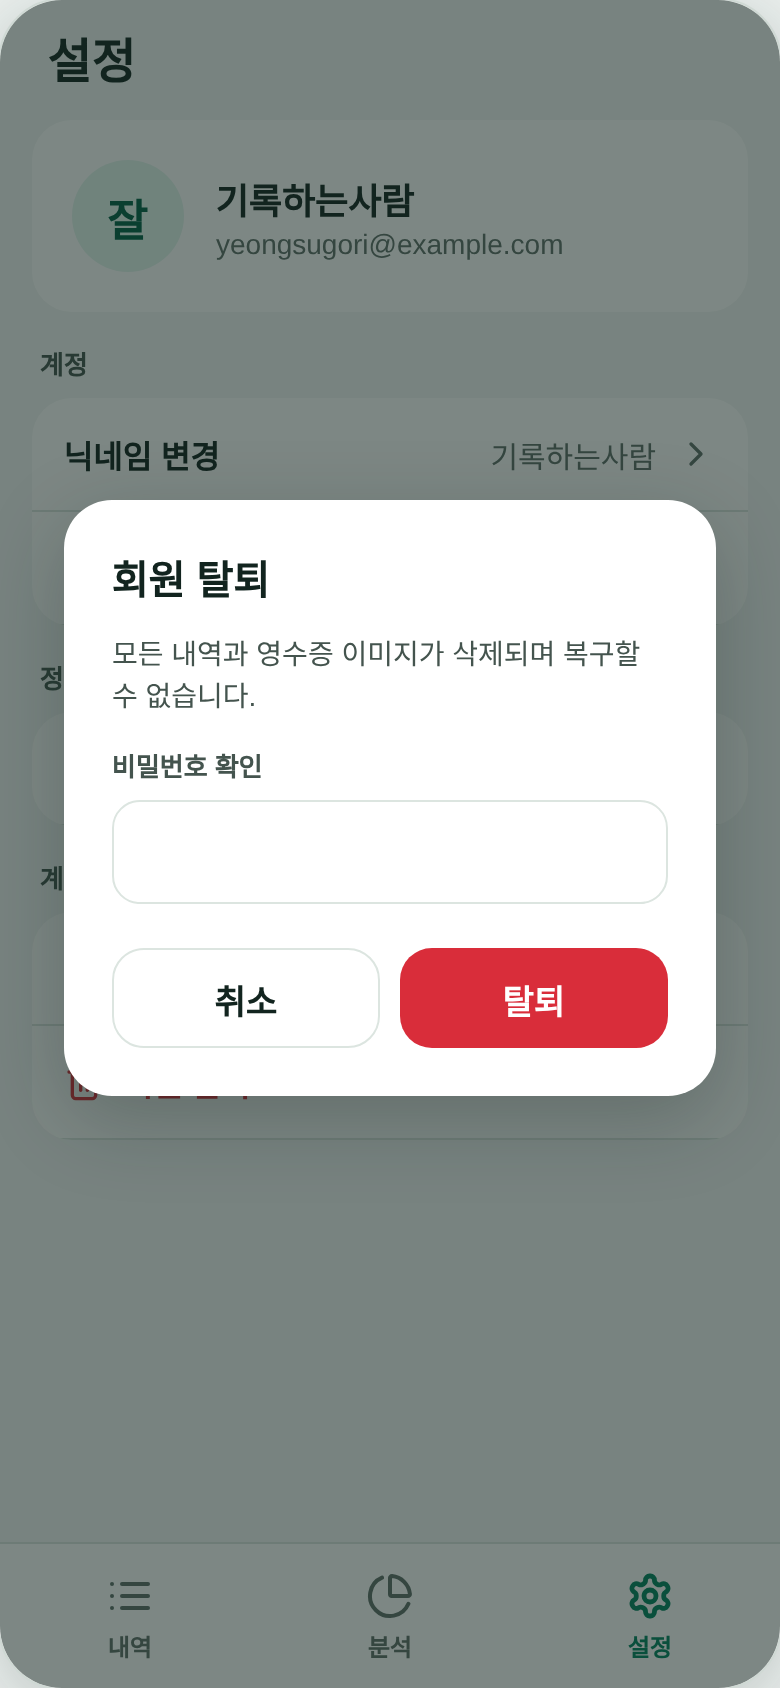 설정
잘
기록하는사람
yeongsugori@example.com
계정
닉네임 변경
기록하는사람
회원 탈퇴
모든 내역과 영수증 이미지가 삭제되며 복구할
수 없습니다.
비밀번호 확인
취소
탈퇴
내역
분석
설정